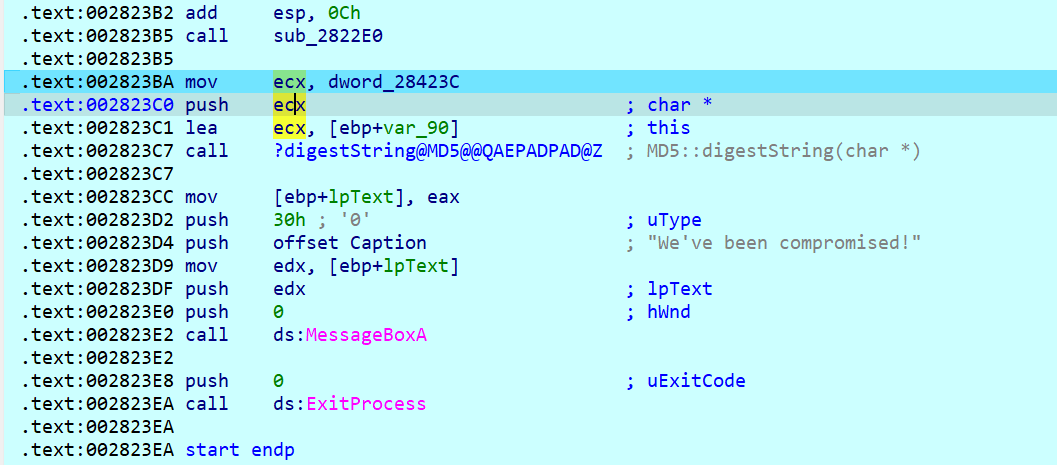 .text:002823B2 add     esp, 0Ch
.text:002823B5 call    sub_2822E0
.text:002823B5
.text:002823BA mov     ecx, dword_28423C
.text:002823C0 push    ecx                             ; char *
.text:002823C1 lea     ecx, [ebp+var_90]               ; this
.text:002823C7 call    ?digestString@MD5@@QAEPADPAD@Z  ; MD5::digestString(char *)
.text:002823C7
.text:002823CC mov     [ebp+lpText], eax
.text:002823D2 push    30h ; '0'                       ; uType
.text:002823D4 push    offset Caption                  ; "We've been compromised!"
.text:002823D9 mov     edx, [ebp+lpText]
.text:002823DF push    edx                             ; lpText
.text:002823E0 push    0                               ; hWnd
.text:002823E2 call    ds:MessageBoxA
.text:002823E2
.text:002823E8 push    0                               ; uExitCode
.text:002823EA call    ds:ExitProcess
.text:002823EA
.text:002823EA start endp